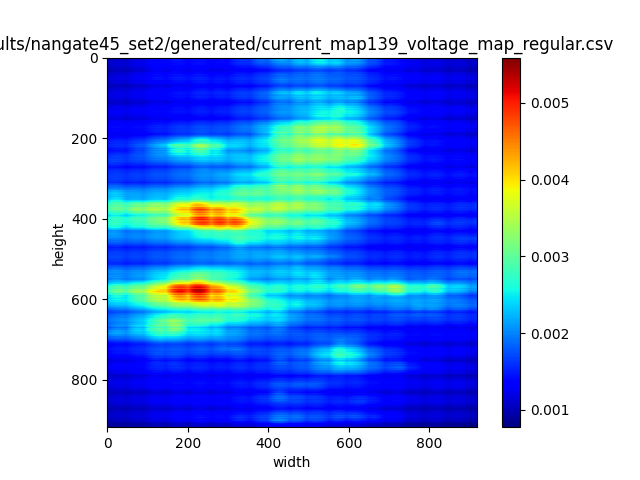 ults/nangate45_set2/generated/current_map139_voltage_map_regular.csv
0
200
400
600
800
height
0 200 400 600 800
width
0.005
0.004
0.003
0.002
0.001